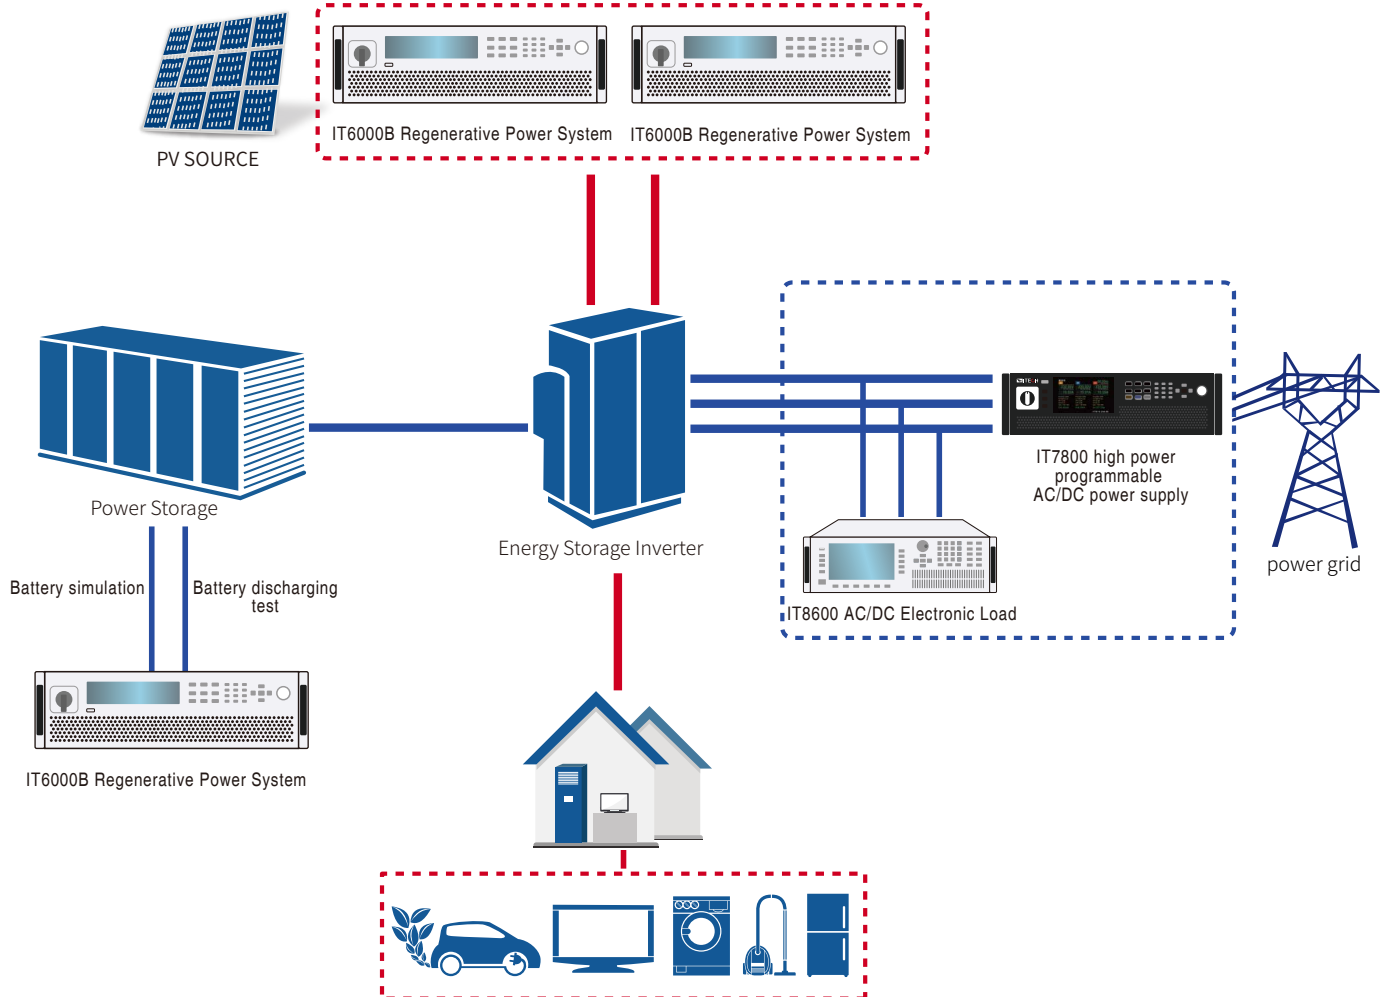 IT6000B Regenerative Power System
IT6000B Regenerative Power System
PV SOURCE
ITECH
IT7800 high power
programmable
AC/DC power supply
Power Storage
Energy Storage Inverter
power grid
Battery simulation
Battery discharging
test
IT8600 AC/DC Electronic Load
IT6000B Regenerative Power System